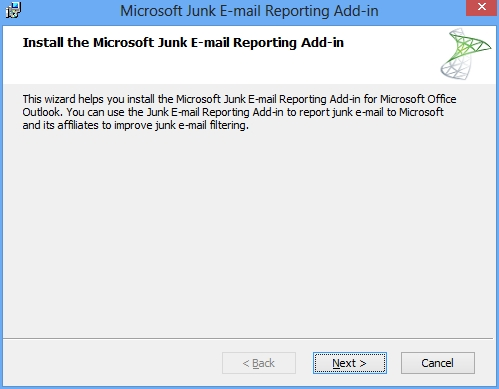 Microsoft Junk E-mail Reporting Add-in
Install the Microsoft Junk E-mail Reporting Add-in
This wizard helps you install the Microsoft Junk E-mail Reporting Add-in for Microsoft Office
Outlook. You can use the Junk E-mail Reporting Add-in to report junk e-mail to Microsoft
and its affiliates to improve junk e-mail filtering.
< Back
Next >
Cancel